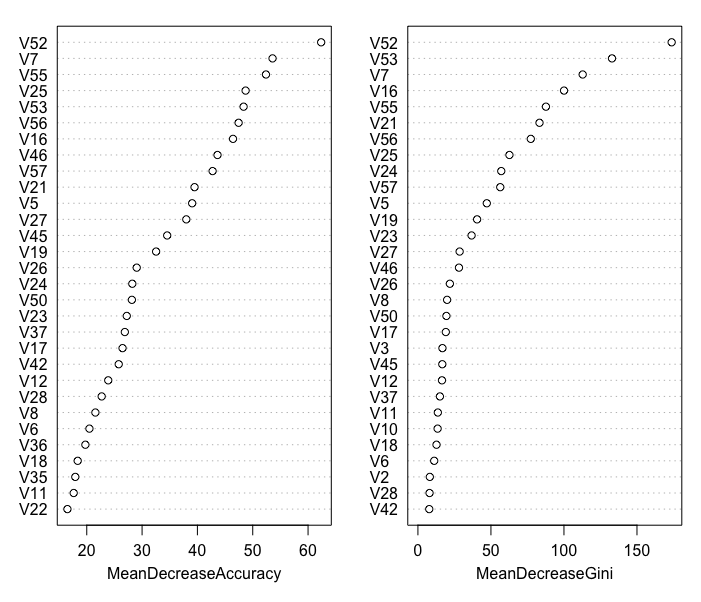 V52
V7
V55
V25
V53
V56
V16
V46
V57
V21
V5
V27
V45
V19
V26
V24
V50
V23
V37
V17
V42
V12
V28
V8
V6
V36
V18
V35
V11
V22
20 30 40 50 60
MeanDecreaseAccuracy
V52
V53
V7
V16
V55
V21
V56
V25
V24
V57
V5
V19
V23
V27
V46
V26
V8
V50
V17
V3
V45
V12
V37
V11
V10
V18
V6
V2
V28
V42
0 50 100 150
MeanDecreaseGini